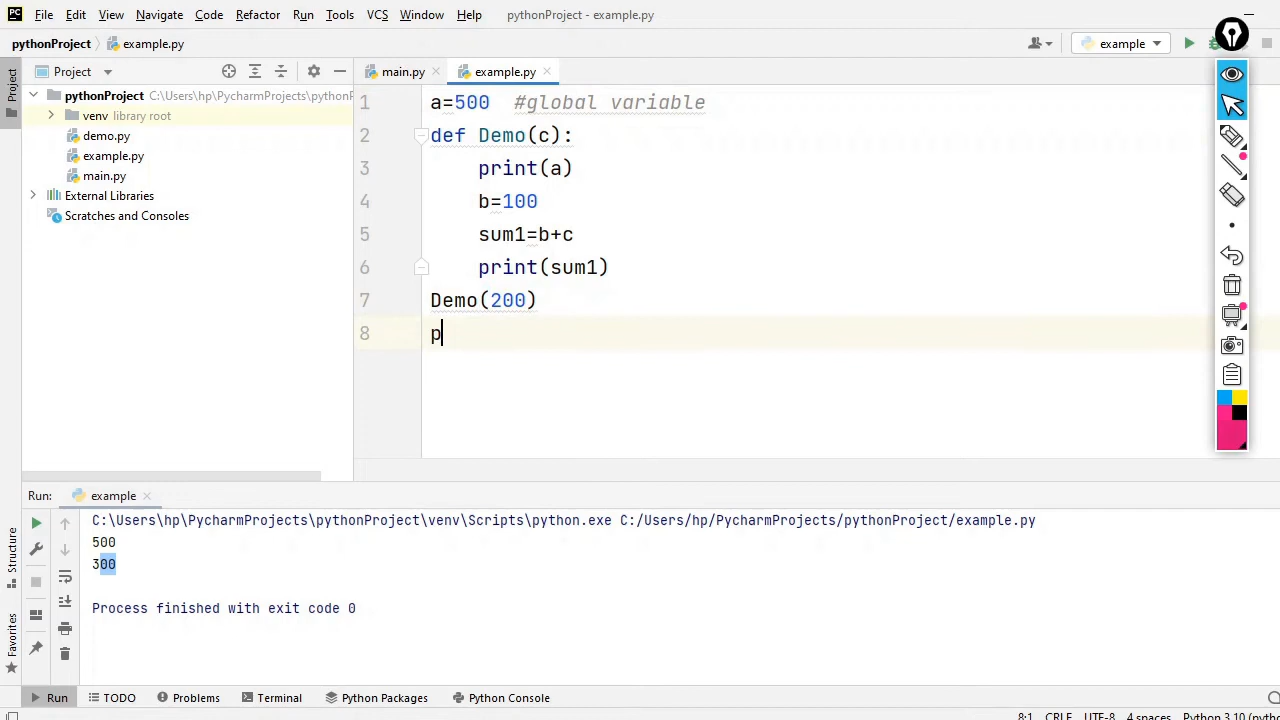 PC File Edit View Navigate Code Refactor Run Tools VCS Window Help pythonProject - example.py
pythonProject example.py example
Project Project main.py example.py
pythonProject C:\Users\hp\PycharmProjects\pythonP
venv library root
demo.py
example.py
main.py
External Libraries
Scratches and Consoles
1 a=500 #global variable
2 def Demo(c):
3 print(a)
4 b=100
5 sum1=b+c
6 print(sum1)
7 Demo(200)
8 p
Run: example
C:\Users\hp\PycharmProjects\pythonProject\venv\Scripts\python.exe C:/Users/hp/PycharmProjects/pythonProject/example.py
500
300
Process finished with exit code 0
Structure
Favorites
Run TODO Problems Terminal Python Packages Python Console
8:1 CRLF UTF-8 4 spaces Python 3.10 (pytho